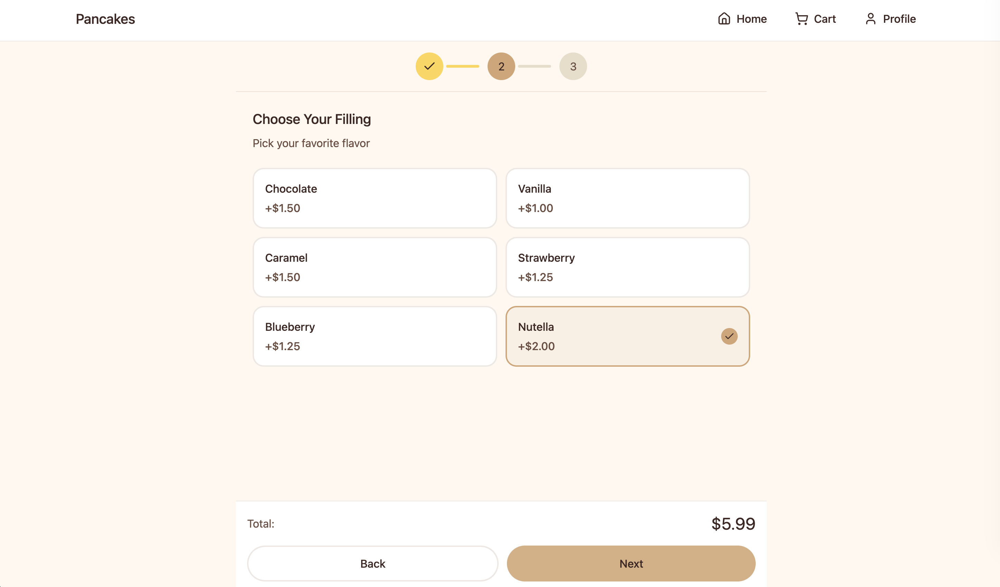 Pancakes
Home
Cart
Profile
2
3
Choose Your Filling
Pick your favorite flavor
Chocolate
+$1.50
Vanilla
+$1.00
Caramel
+$1.50
Strawberry
+$1.25
Blueberry
+$1.25
Nutella
+$2.00
Total:
$5.99
Back
Next